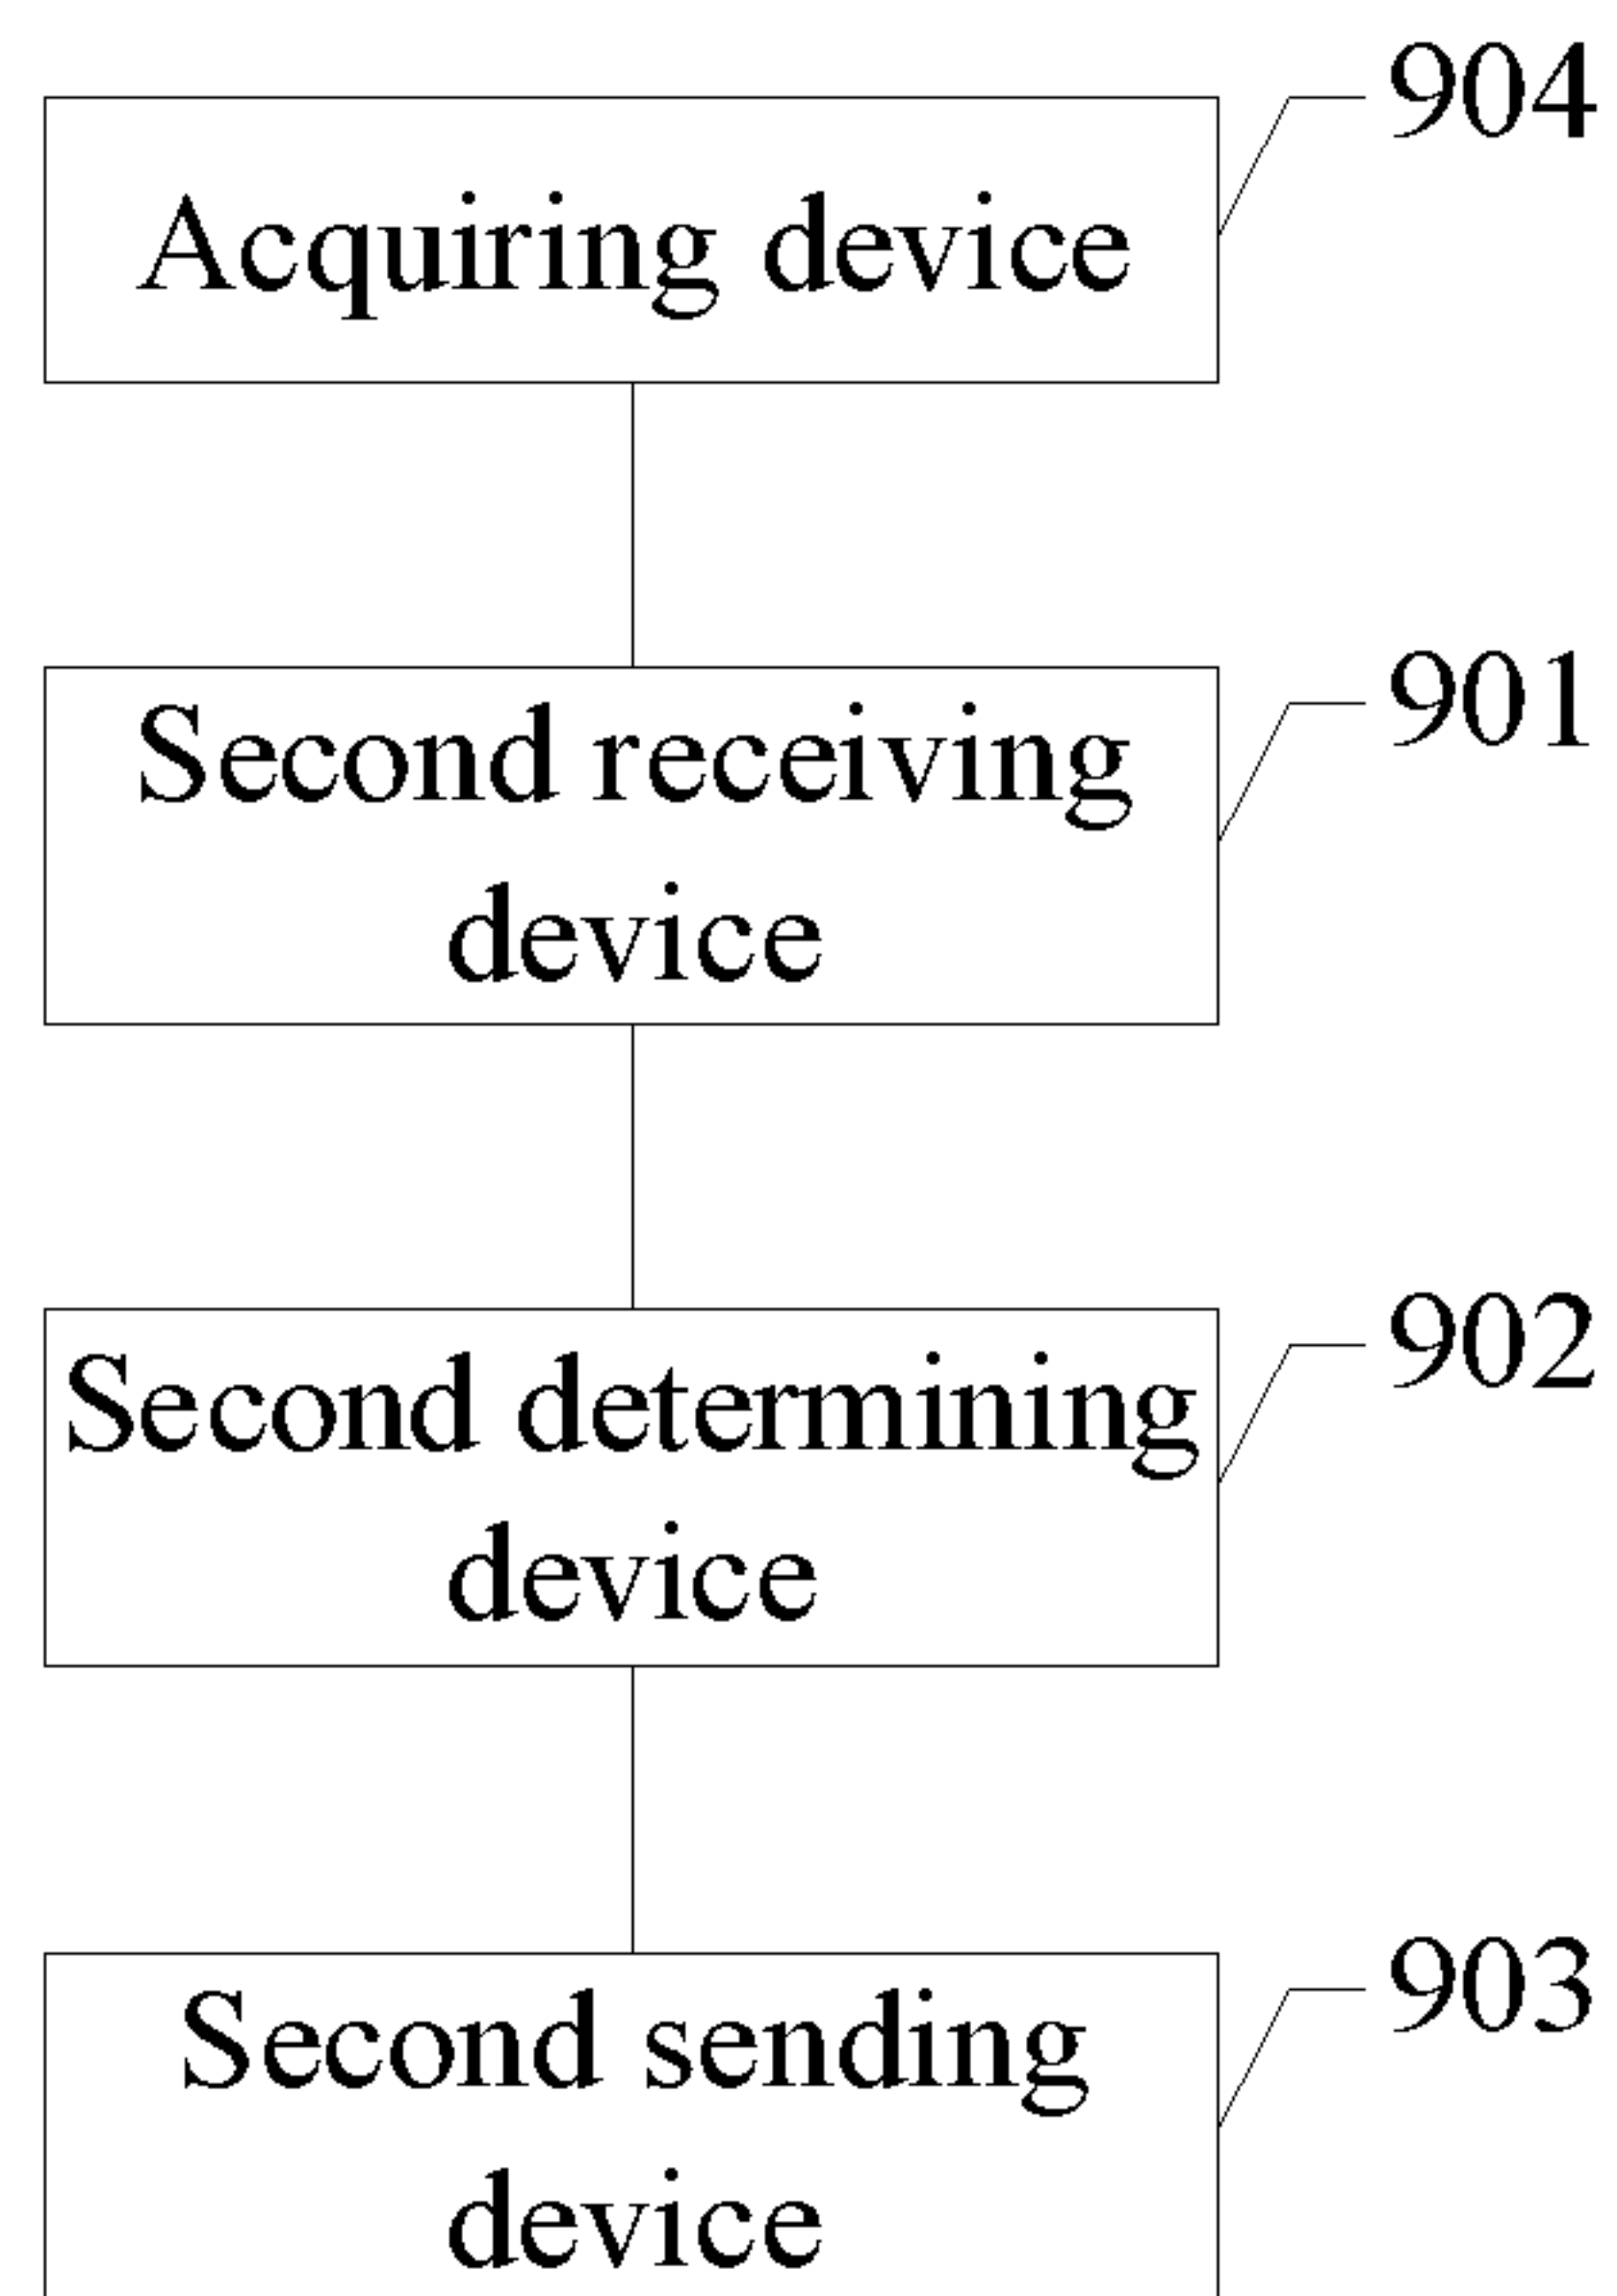 904
Acquiring device
901
Second receiving
device
902
Second determining
device
903
Second sending
device